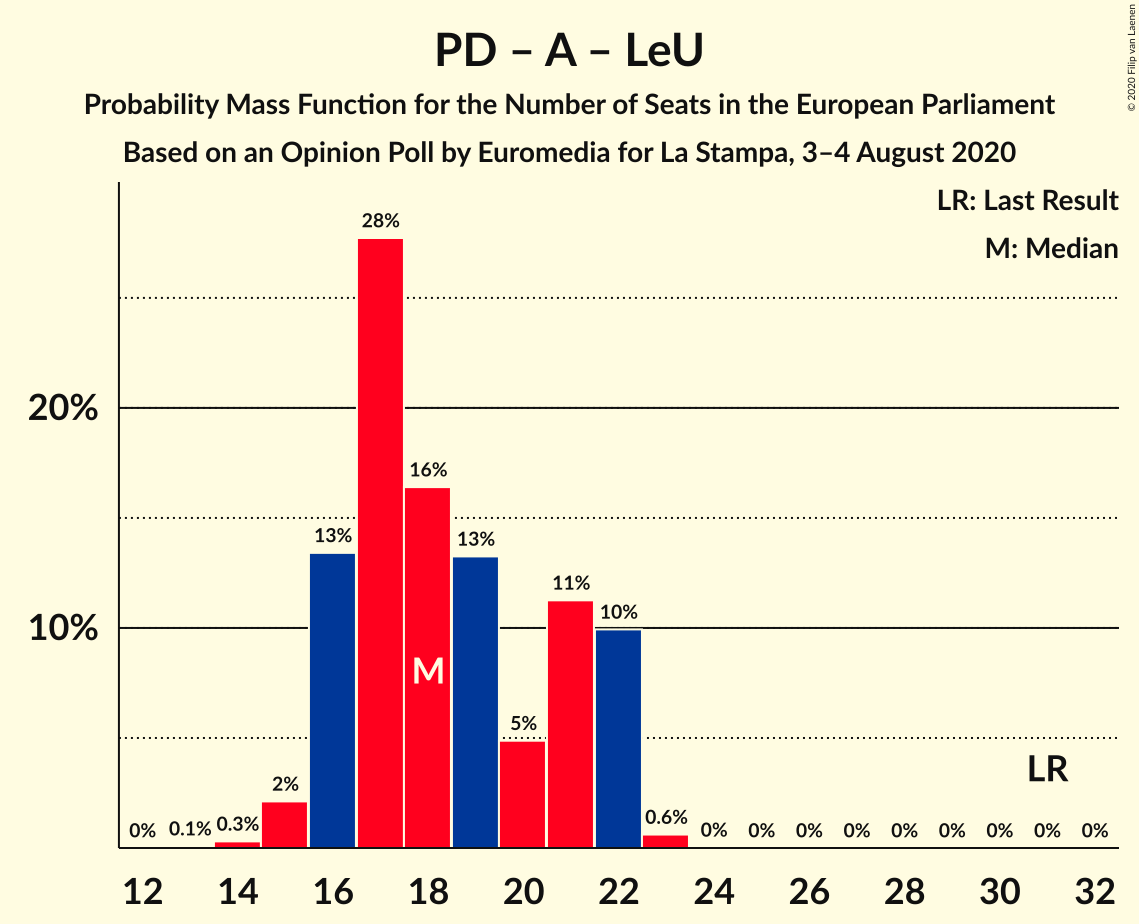 © 2020 Filip van Laenen
PD – A – LeU
Probability Mass Function for the Number of Seats in the European Parliament
Based on an Opinion Poll by Euromedia for La Stampa, 3–4 August 2020
LR: Last Result
M: Median
28%
20%
16%
13%
13%
11%
10%
10%
M
5%
LR
2%
0%
0.1%
0.3%
0.6%
0%
0%
0%
0%
0%
0%
0%
0%
0%
12 14 16 18 20 22 24 26 28 30 32